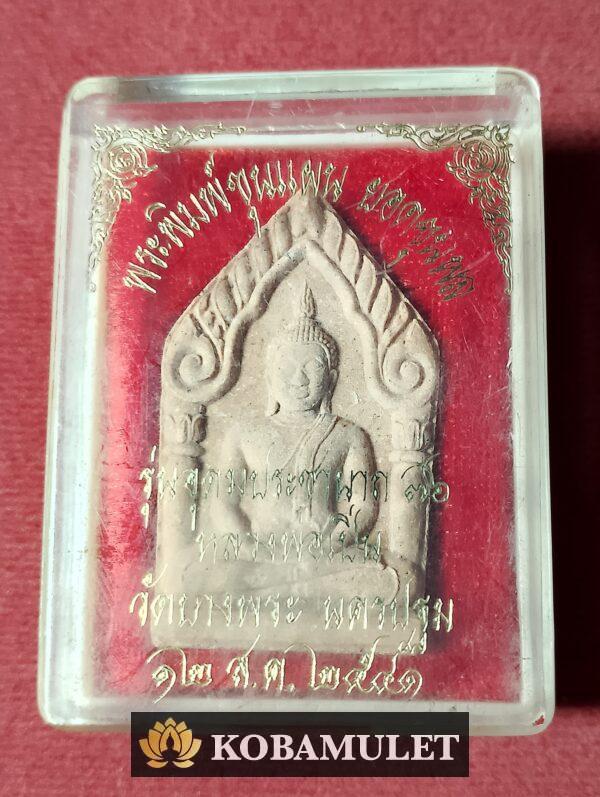 พระพิมพ์ขุนแผน ยอดขุนพล
รุ่นอุดมประชานาถ ๗๖
หลวงพ่อเปิ่น
วัดบางพระ นครปฐม
๑๒ ส.ค. ๒๕๔๑
KOBAMULET